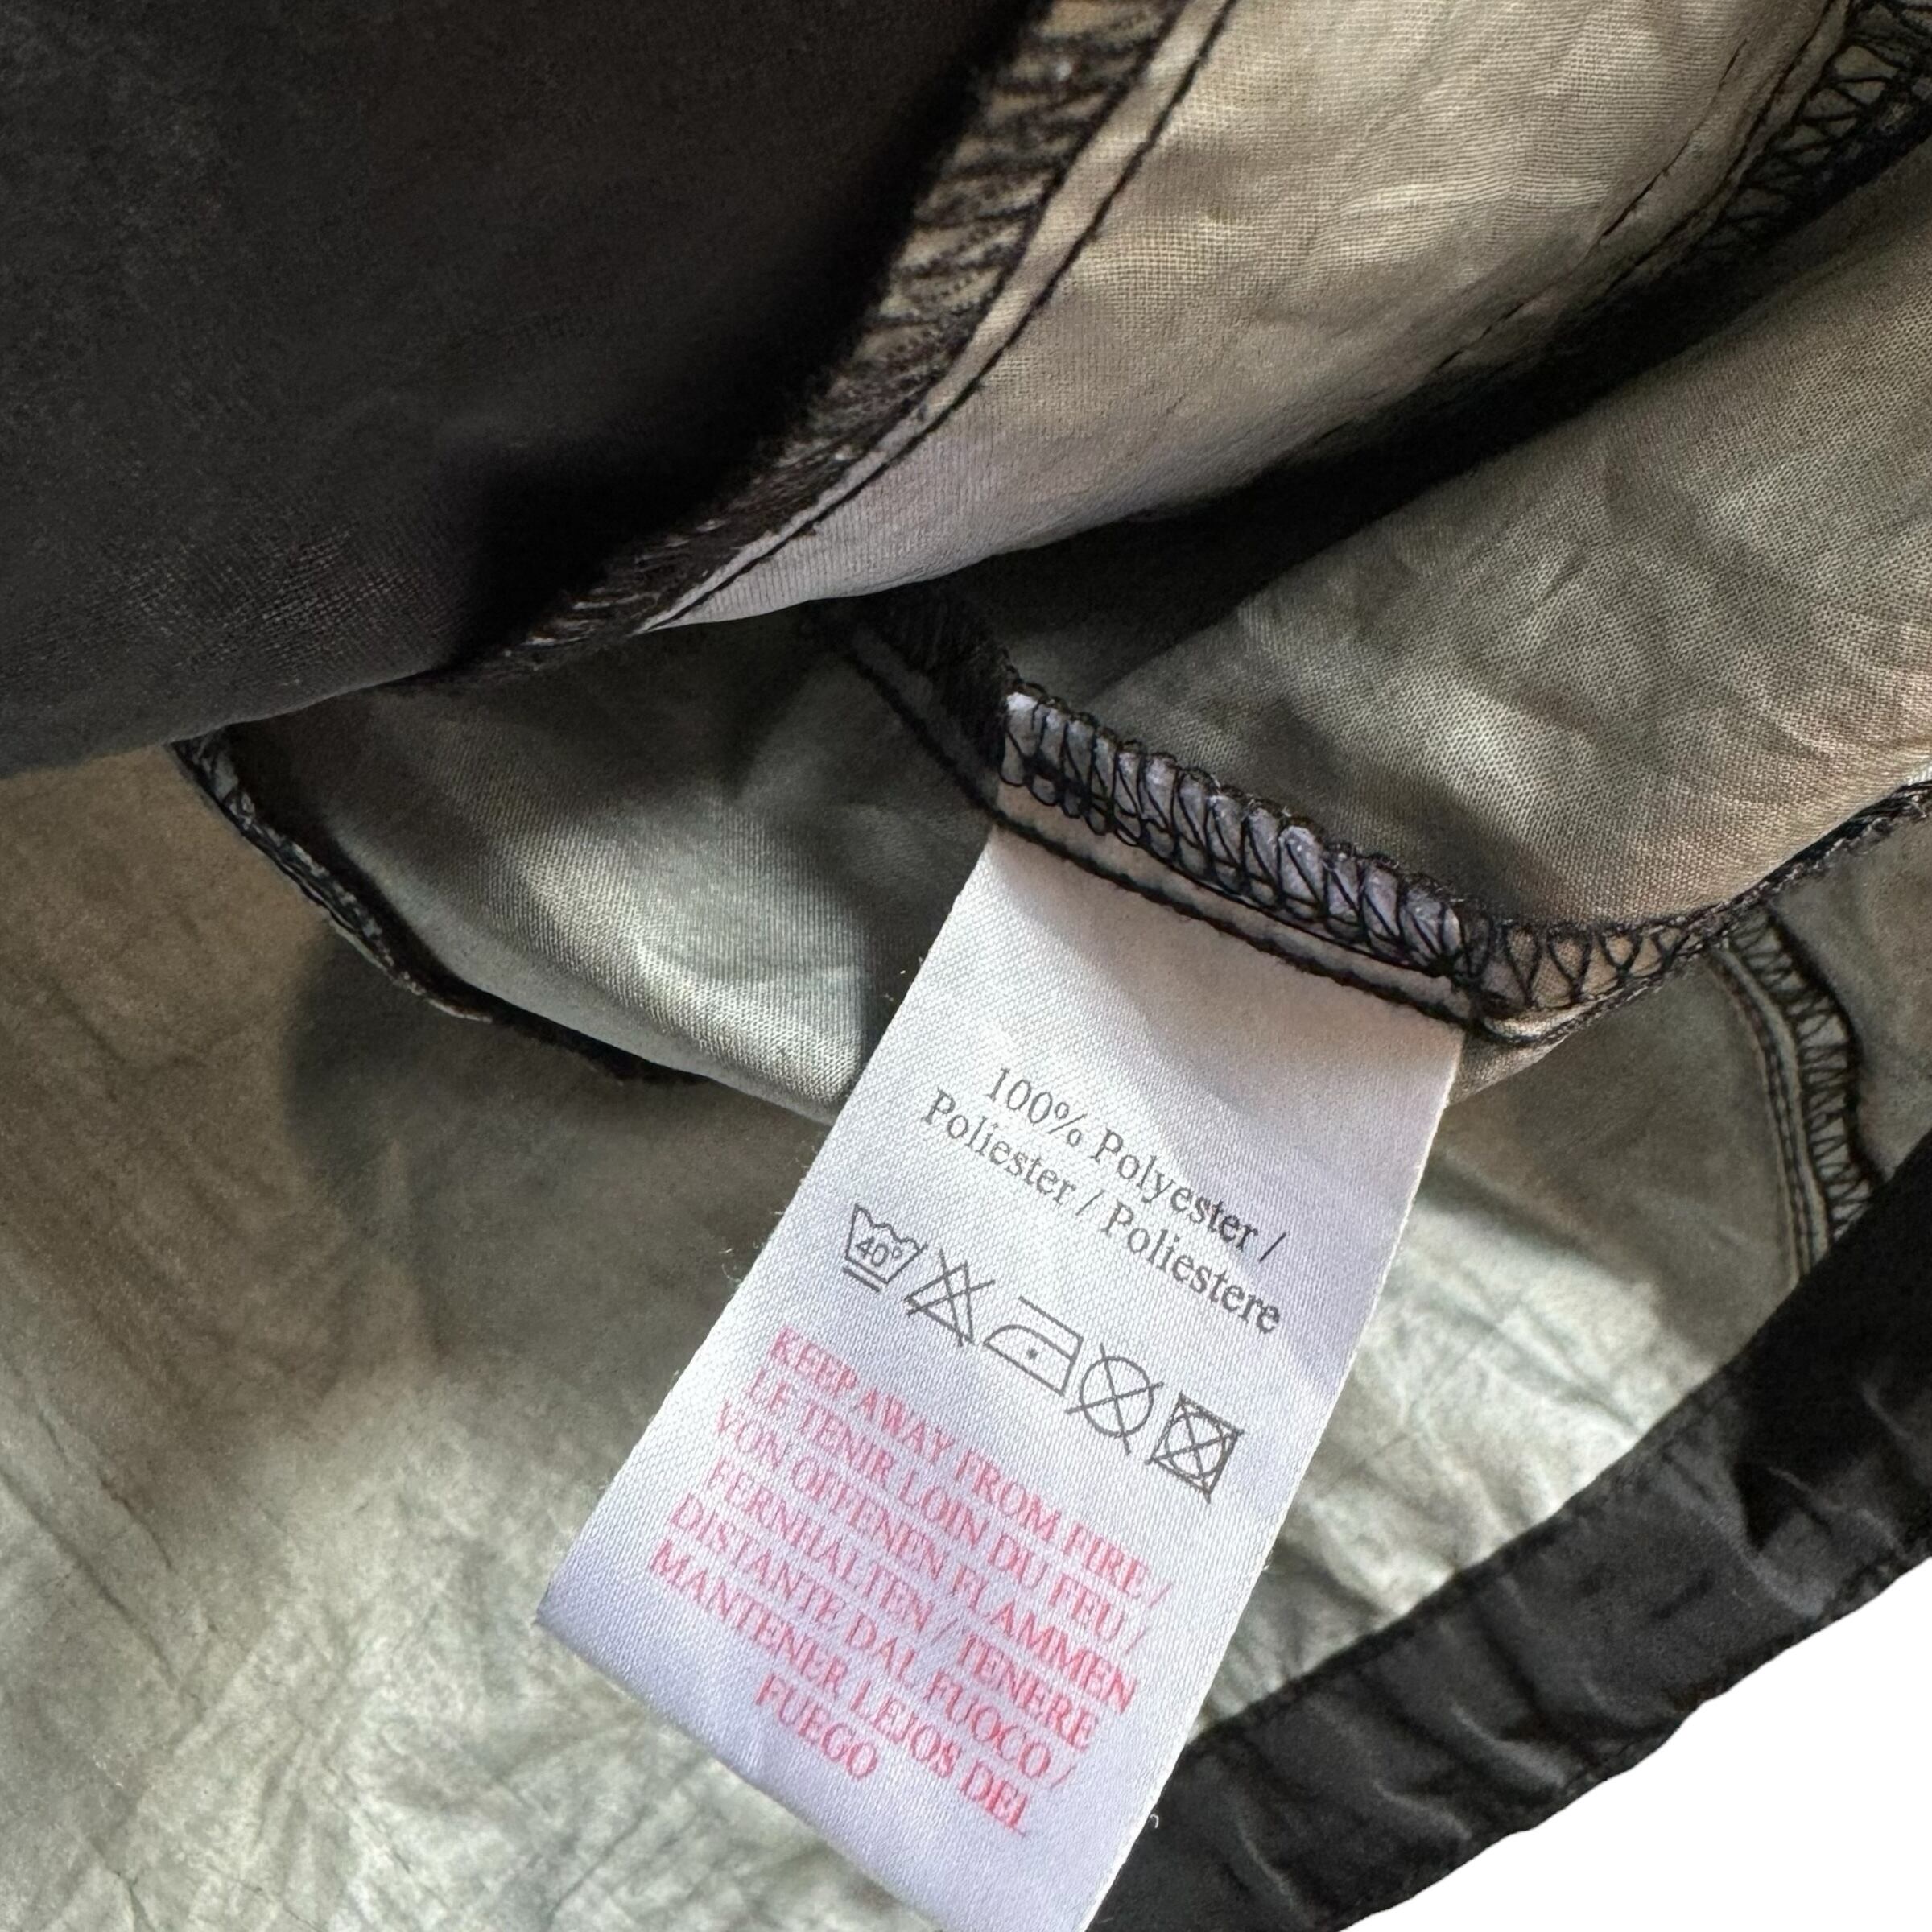 100% Polyester /
Poliester / Poliestere
40°
KEEP AWAY FROM FIRE /
LE TENIR LOIN DU FEU /
VON OFFENEN FLAMMEN
FERNHALTEN / TENERE
DISTANTE DAL FUOCO /
MANTENER LEJOS DEL
FUEGO